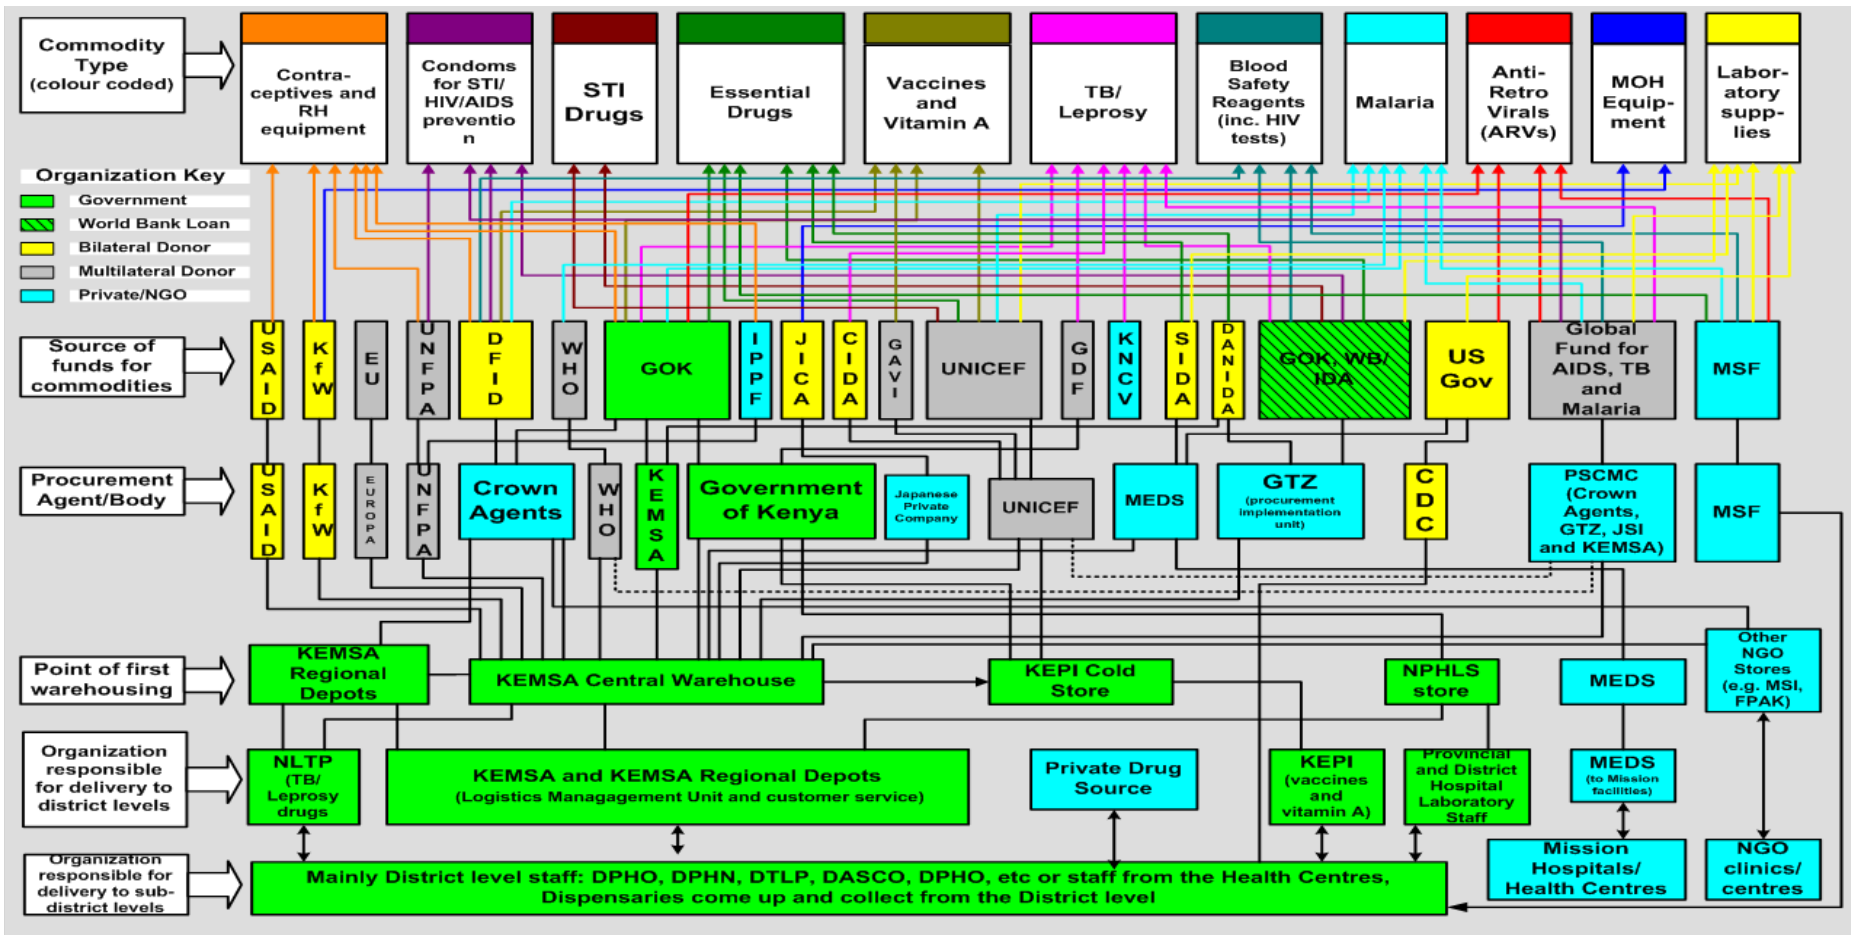 Commodity
Type
(colour coded)
Contra-
ceptives and
RH
equipment
Condoms
for STI/
HIV/AIDS
preventio
n
STI
Drugs
Essential
Drugs
Vaccines
and
Vitamin A
TB/
Leprosy
Blood
Safety
Reagents
(inc. HIV
tests)
Malaria
Anti-
Retro
Virals
(ARVs)
MOH
Equip-
ment
Labor-
atory
supp-
lies
Organization Key
Government
World Bank Loan
Bilateral Donor
Multilateral Donor
Private/NGO
Source of
funds for
commodities
USAID
KfW
EU
UNFPA
DFID
WHO
GOK
IPPF
JICA
CIDA
GAVI
UNICEF
GDF
KNCV
SIDA
DANIDA
GOK, WB/
IDA
US
Gov
Global
Fund for
AIDS, TB
and
Malaria
MSF
Procurement
Agent/Body
USAID
KfW
EUROPA
UNFPA
Crown
Agents
WHO
KEMSA
Government
of Kenya
Japanese
Private
Company
UNICEF
MEDS
GTZ
(procurement
implementation
unit)
CDC
PSCMC
(Crown
Agents,
GTZ, JSI
and KEMSA)
MSF
Point of first
warehousing
KEMSA
Regional
Depots
KEMSA Central Warehouse
KEPI Cold
Store
NPHLS
store
MEDS
Other
NGO
Stores
(e.g. MSI,
FPAK)
Organization
responsible
for delivery to
district levels
NLTP
(TB/
Leprosy
drugs
KEMSA and KEMSA Regional Depots
(Logistics Managagement Unit and customer service)
Private Drug
Source
KEPI
(vaccines
and
vitamin A)
Provincial
and District
Hospital
Laboratory
Staff
MEDS
(to Mission
facilities)
Organization
responsible for
delivery to sub-
district levels
Mainly District level staff: DPHO, DPHN, DTLP, DASCO, DPHO, etc or staff from the Health Centres,
Dispensaries come up and collect from the District level
Mission
Hospitals/
Health Centres
NGO
clinics/
centres